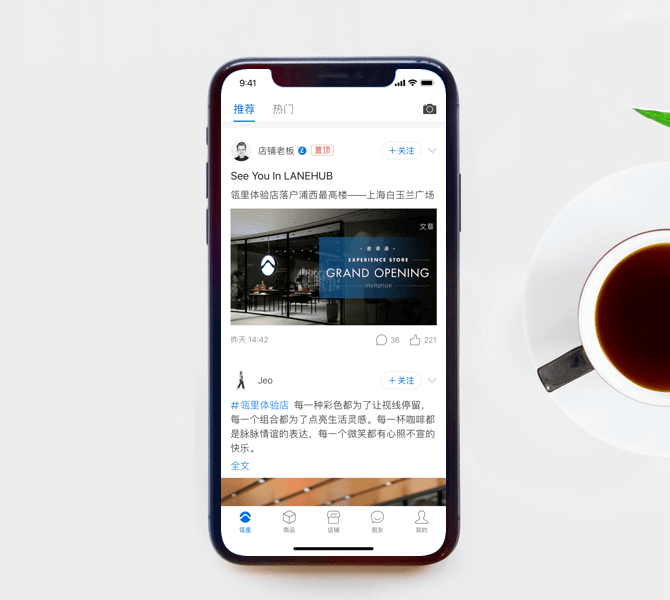 9:41
推荐 热门
店铺老板 置顶 +关注
See You In LANEHUB
瓴里体验店落户浦西最高楼——上海白玉兰广场
文章
·邀请函·
EXPERIENCE STORE
GRAND OPENING
invitation
昨天 14:42 36 221
Jeo +关注
#瓴里体验店 每一种彩色都为了让视线停留，
每一个组合都为了点亮生活灵感。每一杯咖啡都
是脉脉情谊的表达，每一个微笑都有心照不宣的
快乐。
全文
瓴里 商品 店铺 朋友 我的